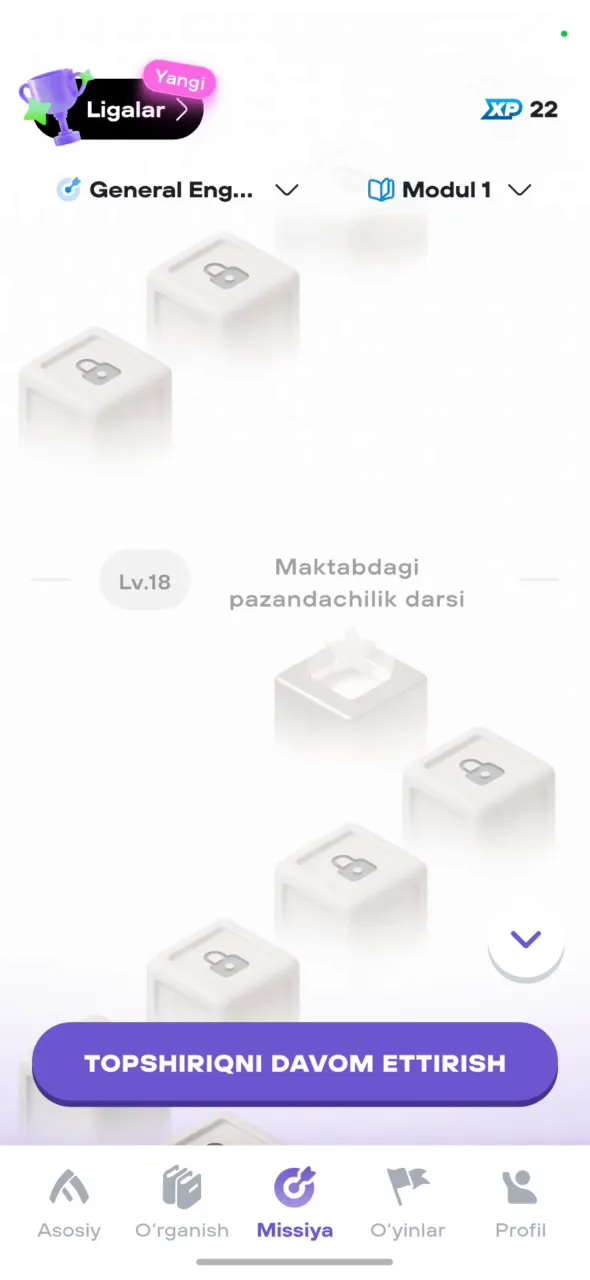 Yangi
Ligalar
XP 22
General Eng...
Modul 1
Lv.18
Maktabdagi
pazandachilik darsi
TOPSHIRIQNI DAVOM ETTIRISH
Asosiy
O‘rganish
Missiya
O‘yinlar
Profil